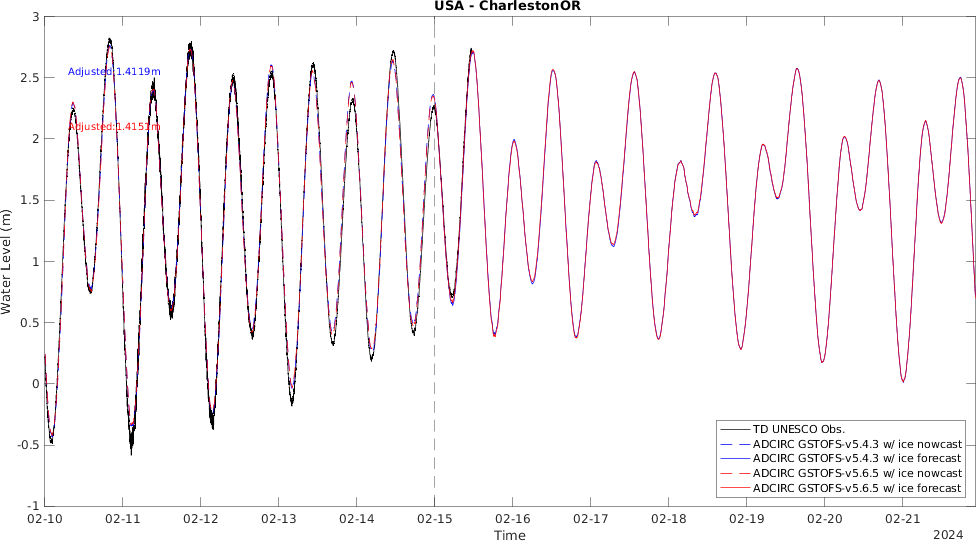 USA - CharlestonOR
3
2.5
2
1.5
1
0.5
0
-0.5
-1
Water Level (m)
Adjusted:1.4119m
Adjusted:1.4151m
TD UNESCO Obs.
ADCIRC GSTOFS-v5.4.3 w/ ice nowcast
ADCIRC GSTOFS-v5.4.3 w/ ice forecast
ADCIRC GSTOFS-v5.6.5 w/ ice nowcast
ADCIRC GSTOFS-v5.6.5 w/ ice forecast
02-10 02-11 02-12 02-13 02-14 02-15 02-16 02-17 02-18 02-19 02-20 02-21
Time
2024